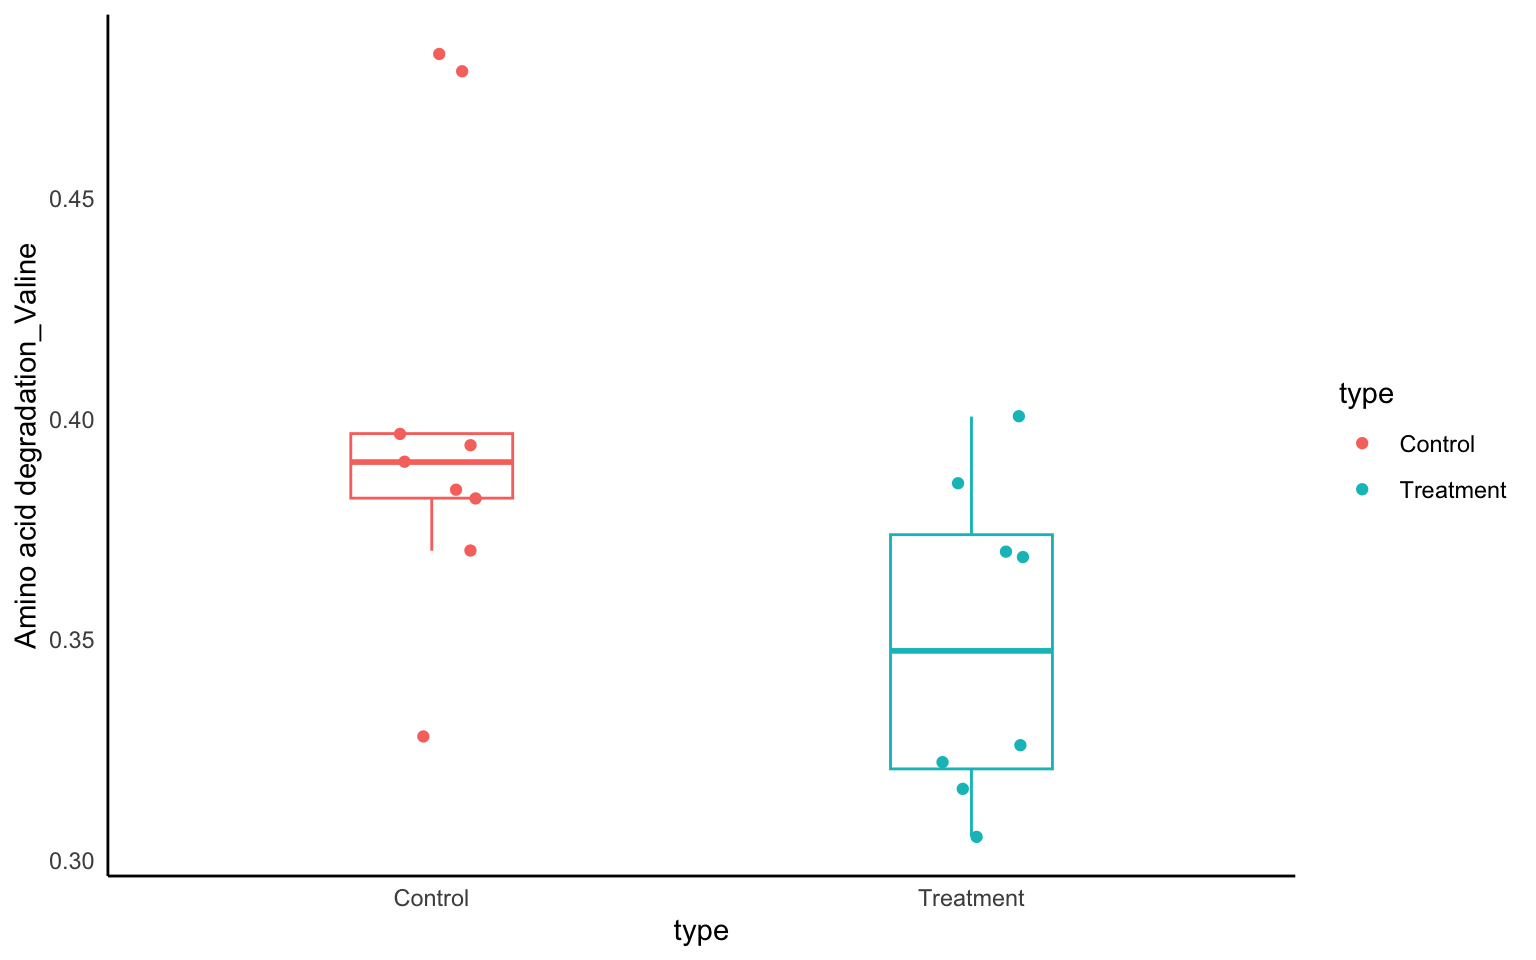 Amino acid degradation_Valine
0.45
0.40
0.35
0.30
Control
Treatment
type
type
Control
Treatment